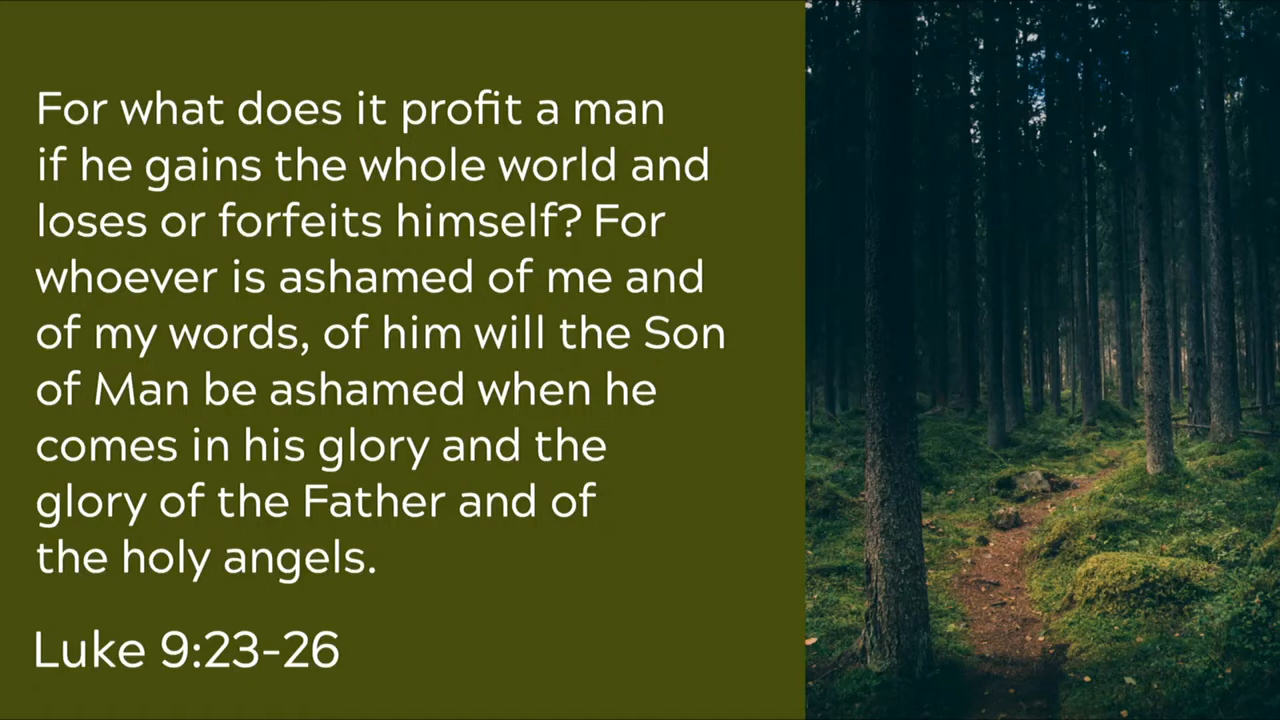 For what does it profit a man
if he gains the whole world and
loses or forfeits himself? For
whoever is ashamed of me and
of my words, of him will the Son
of Man be ashamed when he
comes in his glory and the
glory of the Father and of
the holy angels.
Luke 9:23-26